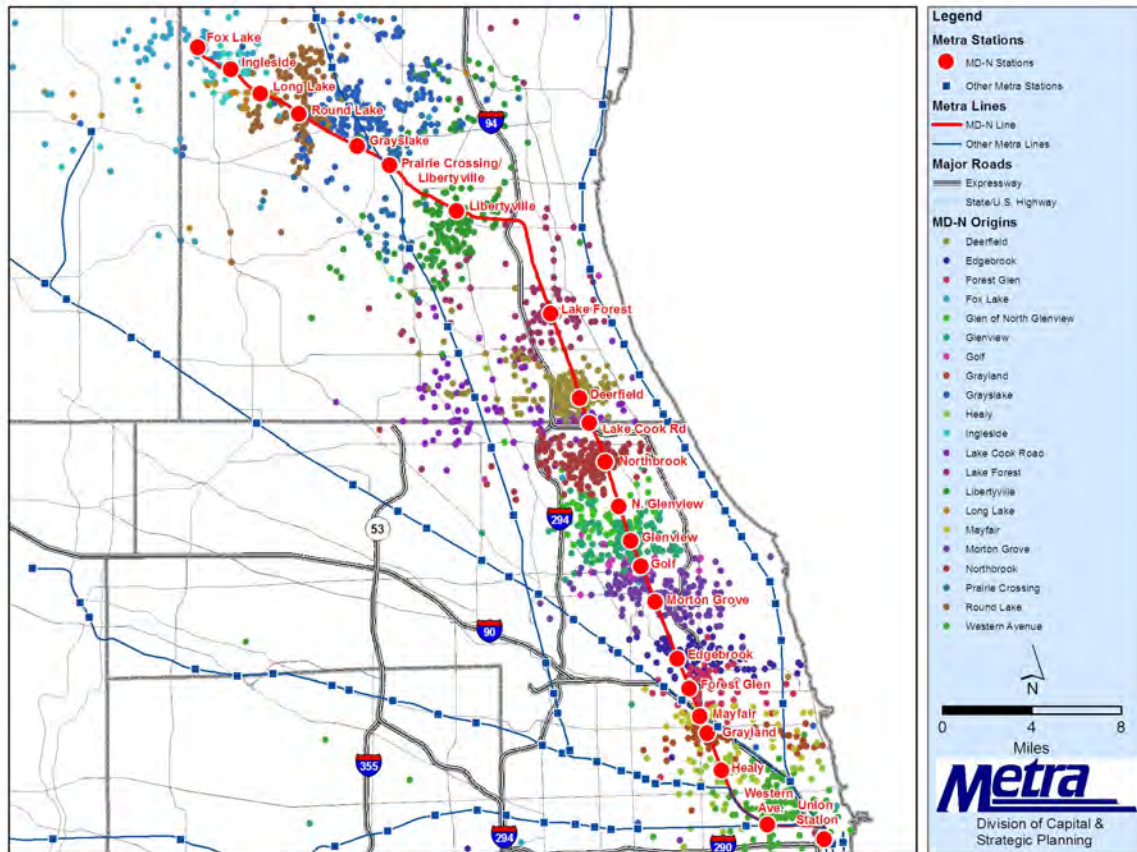 Fox Lake
Ingleside
Long Lake
Round Lake
Grayslake
Prairie Crossing/
Libertyville
Libertyville
94
Lake Forest
Deerfield
Lake Cook Rd
Northbrook
N. Glenview
294
53
Glenview
Golf
Morton Grove
90
Edgebrook
Forest Glen
Mayfair
Grayland
Healy
355
Western
Ave.
Union
Station
294
290
Legend
Metra Stations
MD-N Stations
Other Metra Stations
Metra Lines
MD-N Line
Other Metra Lines
Major Roads
Expressway
State/U.S. Highway
MD-N Origins
Deerfield
Edgebrook
Forest Glen
Fox Lake
Glen of North Glenview
Glenview
Golf
Grayland
Grayslake
Healy
Ingleside
Lake Cook Road
Lake Forest
Libertyville
Long Lake
Mayfair
Morton Grove
Northbrook
Prairie Crossing
Round Lake
Western Avenue
N
0 4 8
Miles
Metra
Division of Capital &
Strategic Planning